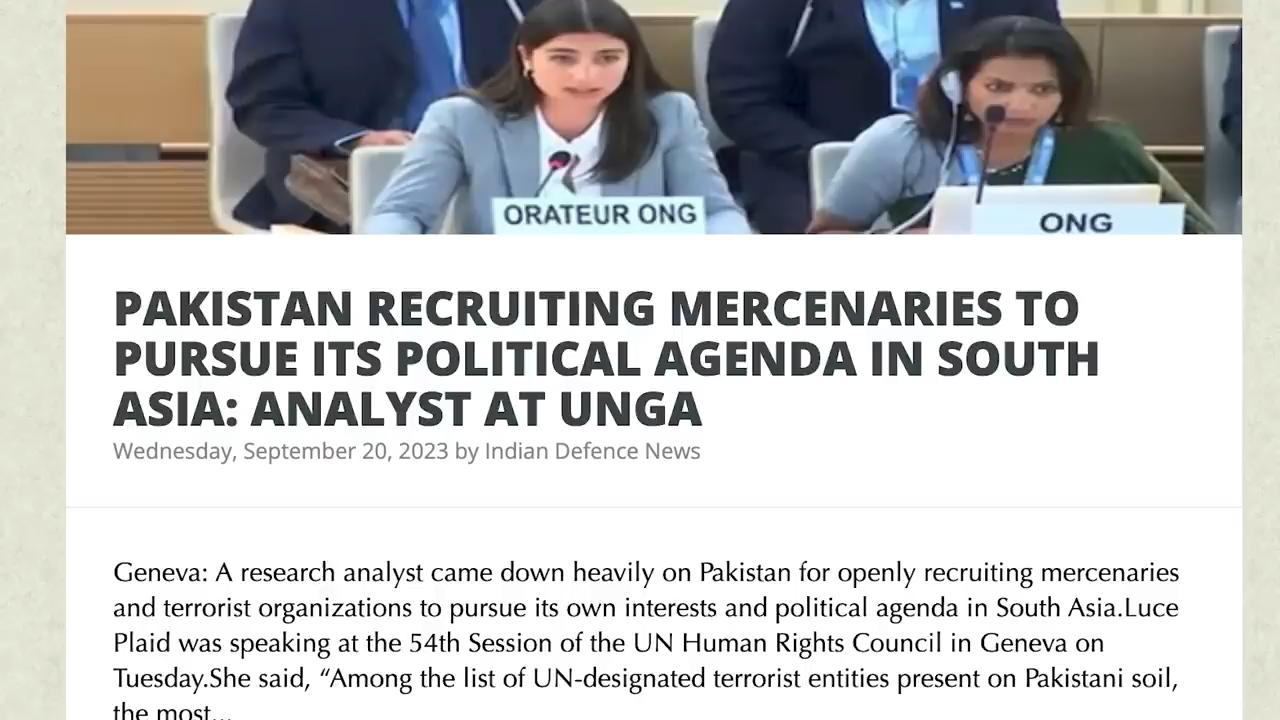 ORATEUR ONG
ONG
PAKISTAN RECRUITING MERCENARIES TO
PURSUE ITS POLITICAL AGENDA IN SOUTH
ASIA: ANALYST AT UNGA
Wednesday, September 20, 2023 by Indian Defence News
Geneva: A research analyst came down heavily on Pakistan for openly recruiting mercenaries
and terrorist organizations to pursue its own interests and political agenda in South Asia.Luce
Plaid was speaking at the 54th Session of the UN Human Rights Council in Geneva on
Tuesday.She said, “Among the list of UN-designated terrorist entities present on Pakistani soil,
the most...